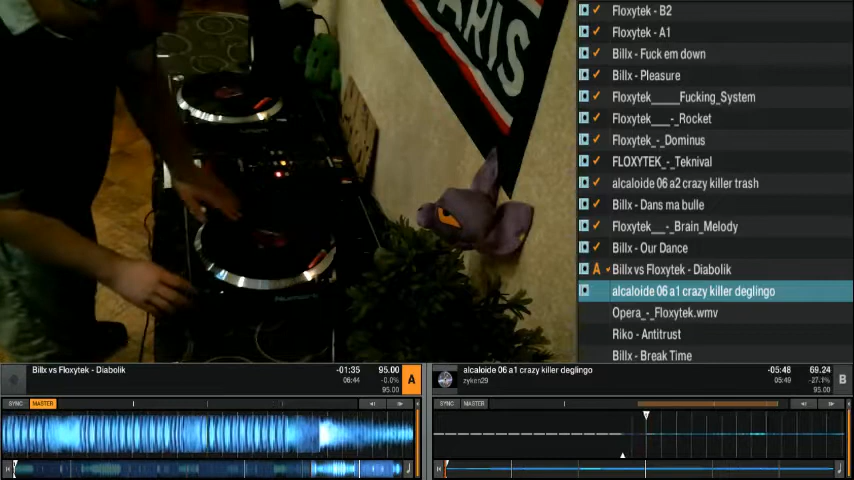 PARIS
Floxytek - B2
Floxytek - A1
Billx - Fuck em down
Billx - Pleasure
Floxytek_____Fucking_System
Floxytek___-_Rocket
Floxytek_-_Dominus
FLOXYTEK_-_Teknival
alcaloide 06 a2 crazy killer trash
Billx - Dans ma bulle
Floxytek__-_Brain_Melody
Billx - Our Dance
A Billx vs Floxytek - Diabolik
alcaloide 06 a1 crazy killer deglingo
Opera_-_Floxytek.wmv
Riko - Antitrust
Billx - Break Time
Billx vs Floxytek - Diabolik -01:35 95.00 A
06:44 -0.0%
95.00
SYNC MASTER
alcaloide 06 a1 crazy killer deglingo -05:48 69.24 B
zyken29 05:49 -27.1%
95.00
SYNC MASTER